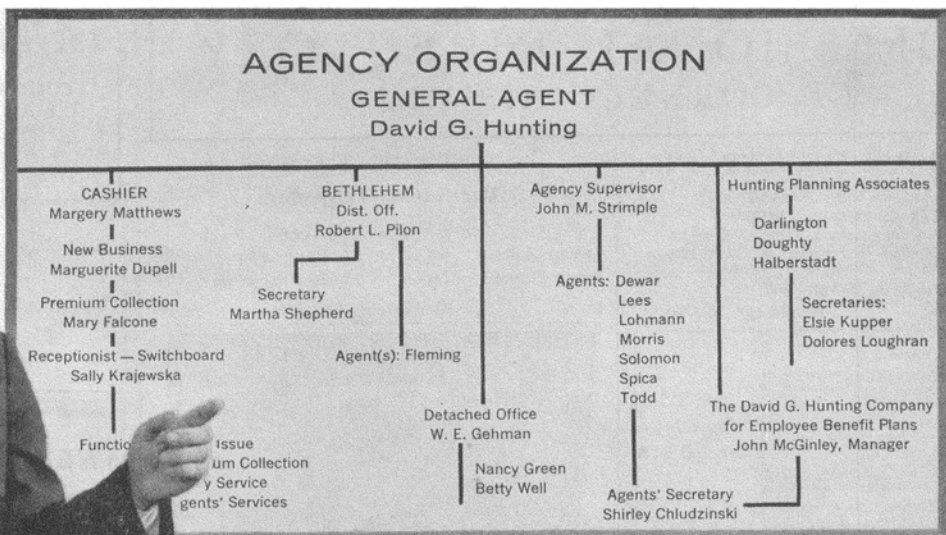 AGENCY ORGANIZATION
GENERAL AGENT
David G. Hunting
CASHIER
Margery Matthews
New Business
Marguerite Dupell
Premium Collection
Mary Falcone
Receptionist — Switchboard
Sally Krajewska
Issue
Collection
Service
Services
BETHLEHEM
Dist. Off.
Robert L. Pilon
Secretary
Martha Shepherd
Agent(s): Fleming
Detached Office
W. E. Gehman
Nancy Green
Betty Well
Agency Supervisor
John M. Strimple
Agents: Dewar
Lees
Lohmann
Morris
Solomon
Spica
Todd
Agents' Secretary
Shirley Chludzinski
Hunting Planning Associates
Darlington
Doughty
Halberstadt
Secretaries:
Elsie Kupper
Dolores Loughran
The David G. Hunting Company
for Employee Benefit Plans
John McGinley, Manager